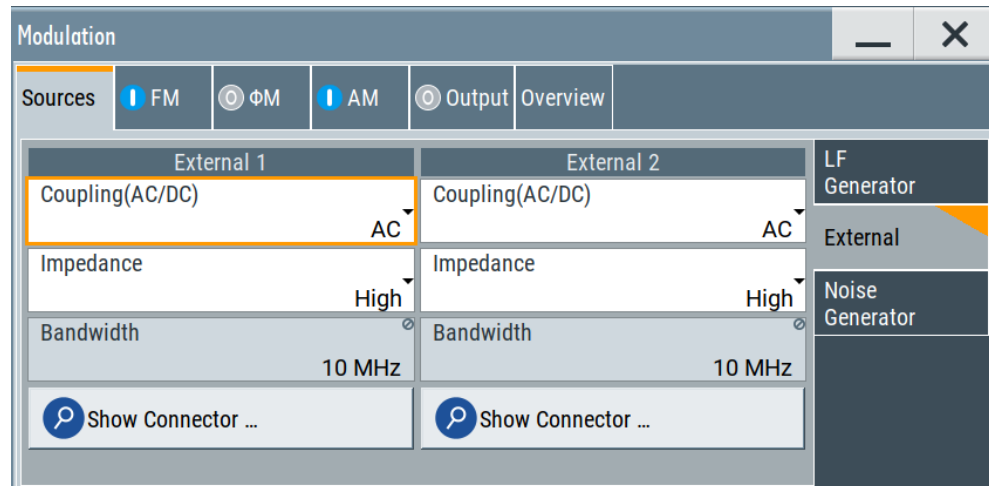 Modulation
Sources
FM
ΦM
AM
Output
Overview
External 1
Coupling(AC/DC)
AC
Impedance
High
Bandwidth
10 MHz
Show Connector ...
External 2
Coupling(AC/DC)
AC
Impedance
High
Bandwidth
10 MHz
Show Connector ...
LF
Generator
External
Noise
Generator